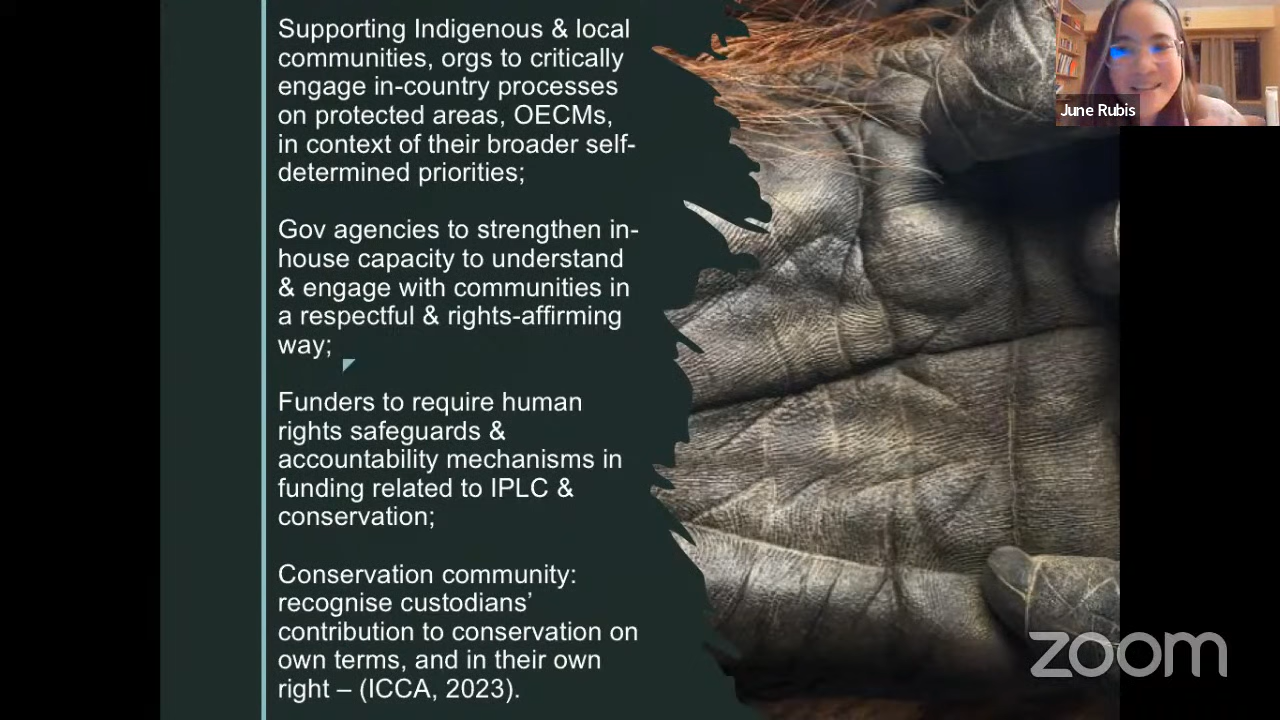 Supporting Indigenous & local
communities, orgs to critically
engage in-country processes
on protected areas, OECMs,
in context of their broader self-
determined priorities;
Gov agencies to strengthen in-
house capacity to understand
& engage with communities in
a respectful & rights-affirming
way;
Funders to require human
rights safeguards &
accountability mechanisms in
funding related to IPLC &
conservation;
Conservation community:
recognise custodians’
contribution to conservation on
own terms, and in their own
right – (ICCA, 2023).
June Rubis
zoom